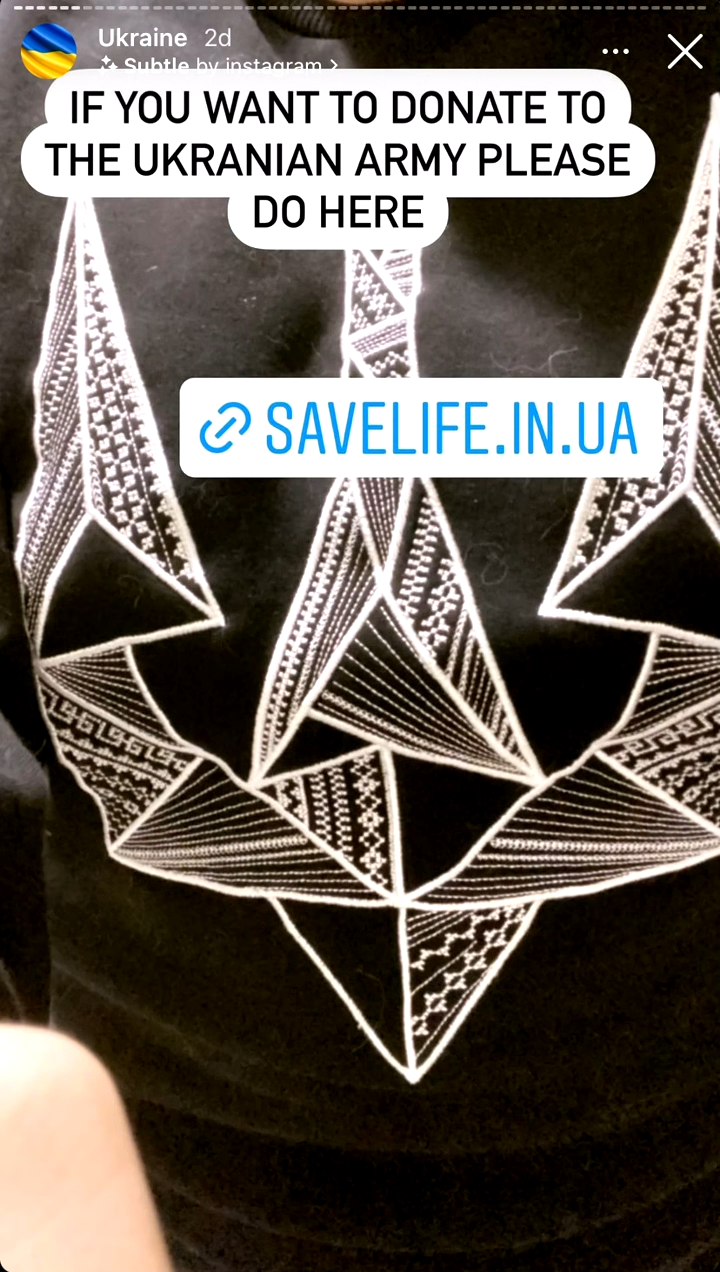 Ukraine 2d
Subtle by instagram >
IF YOU WANT TO DONATE TO
THE UKRANIAN ARMY PLEASE
DO HERE
SAVELIFE.IN.UA